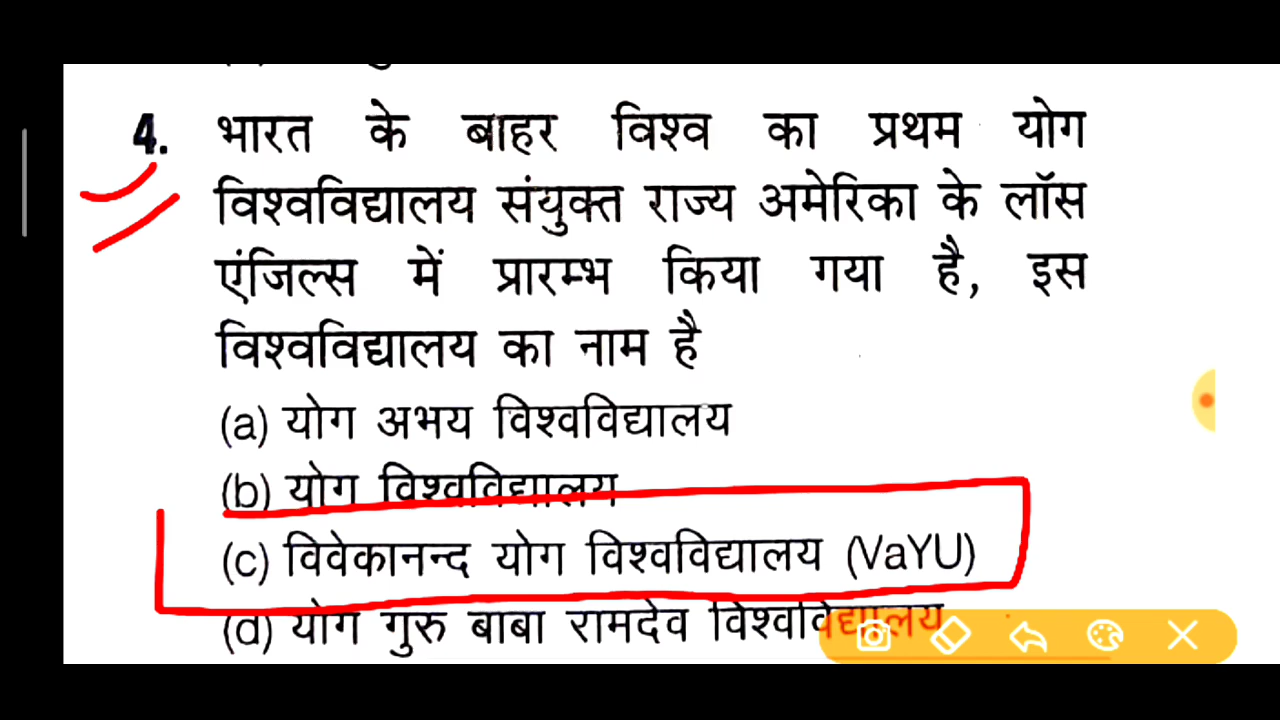 4. भारत के बाहर विश्व का प्रथम योग
विश्वविद्यालय संयुक्त राज्य अमेरिका के लॉस
एंजिल्स में प्रारम्भ किया गया है, इस
विश्वविद्यालय का नाम है
(a) योग अभय विश्वविद्यालय
(b) योग विश्वविद्यालय
(c) विवेकानन्द योग विश्वविद्यालय (VaYU)
(d) योग गुरु बाबा रामदेव विश्वविद्यालय